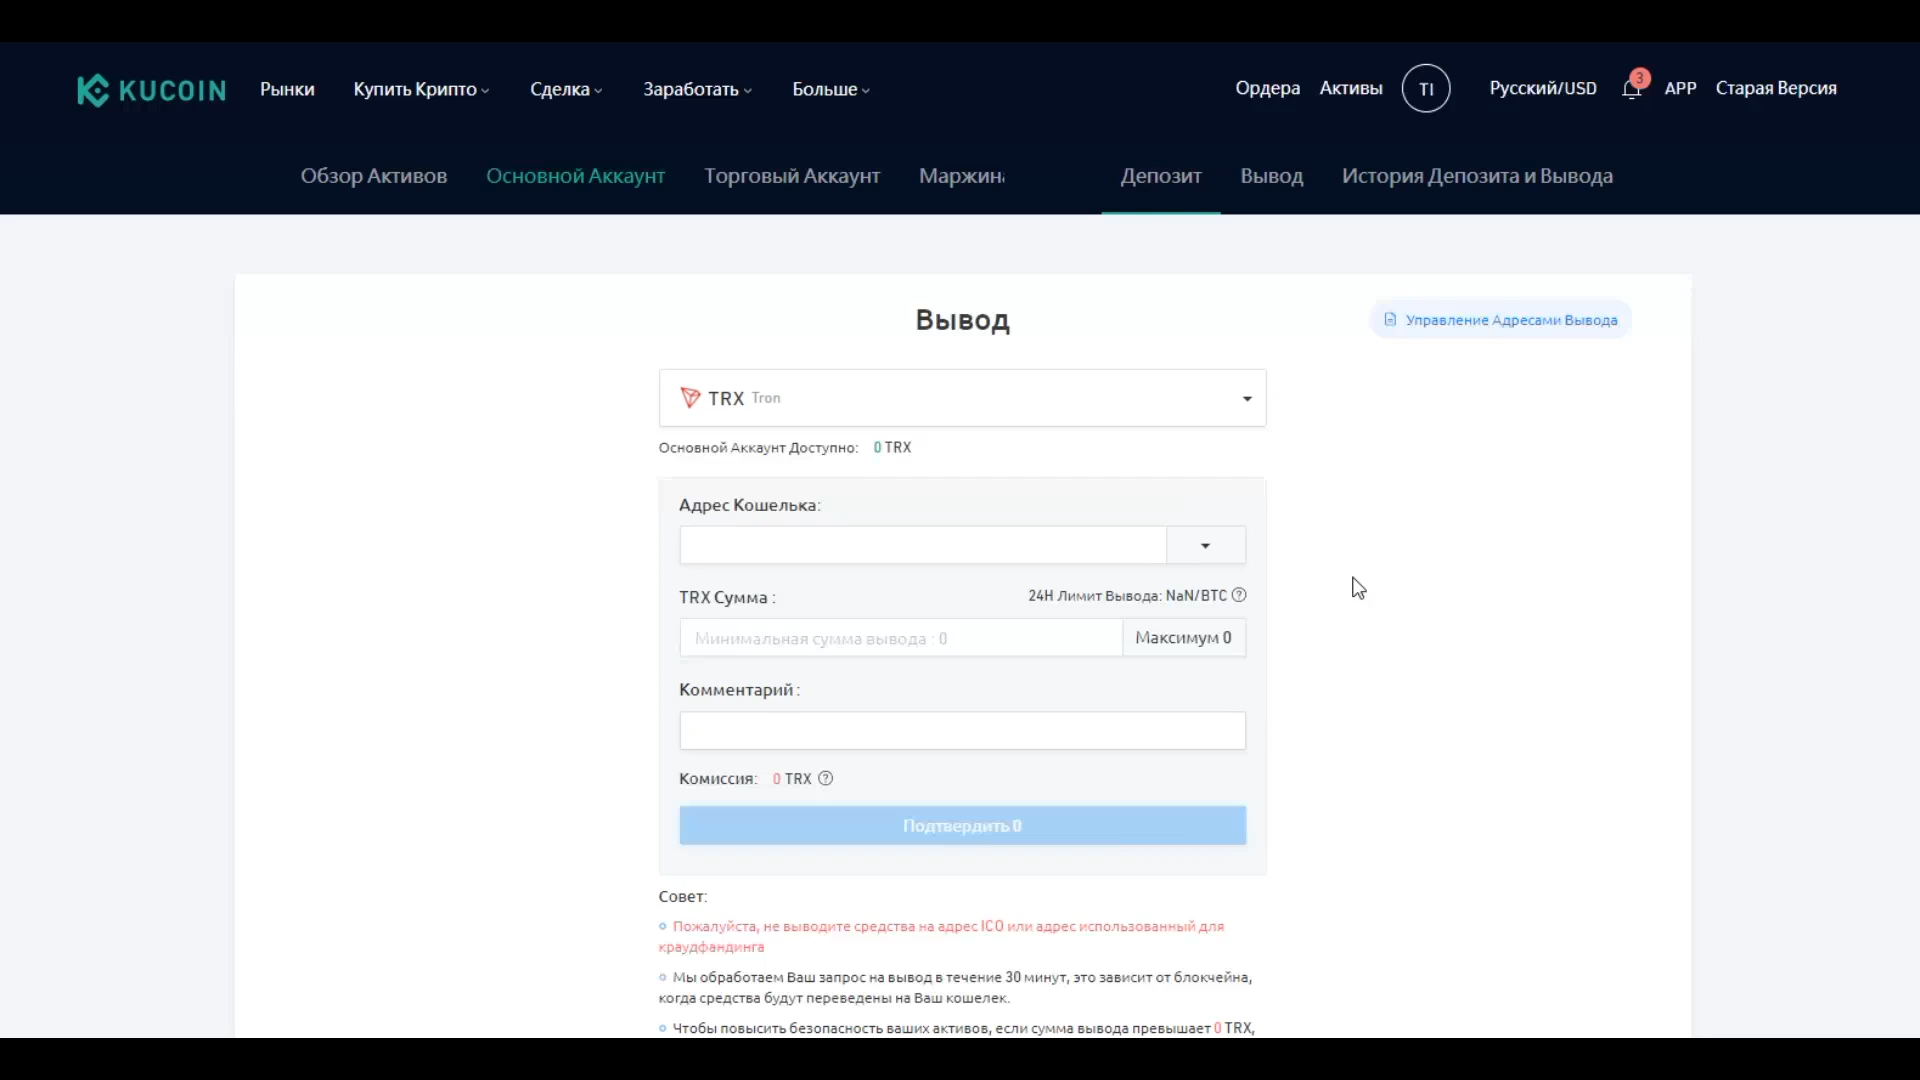 KUCOIN Рынки Купить Крипто Сделка Заработать Больше Ордера Активы TI Русский/USD 3 APP Старая Версия
Обзор Активов Основной Аккаунт Торговый Аккаунт Маржин Депозит Вывод История Депозита и Вывода
Вывод
Управление Адресами Вывода
TRX Tron
Основной Аккаунт Доступно: 0 TRX
Адрес Кошелька:
TRX Сумма : 24H Лимит Вывода: NaN/BTC ?
Минимальная сумма вывода : 0 Максимум 0
Комментарий :
Комиссия: 0 TRX ?
Подтвердить 0
Совет:
Пожалуйста, не выводите средства на адрес ICO или адрес использованный для
краудфандинга
Мы обработаем Ваш запрос на вывод в течение 30 минут, это зависит от блокчейна,
когда средства будут переведены на Ваш кошелек.
Чтобы повысить безопасность ваших активов, если сумма вывода превышает 0 TRX,